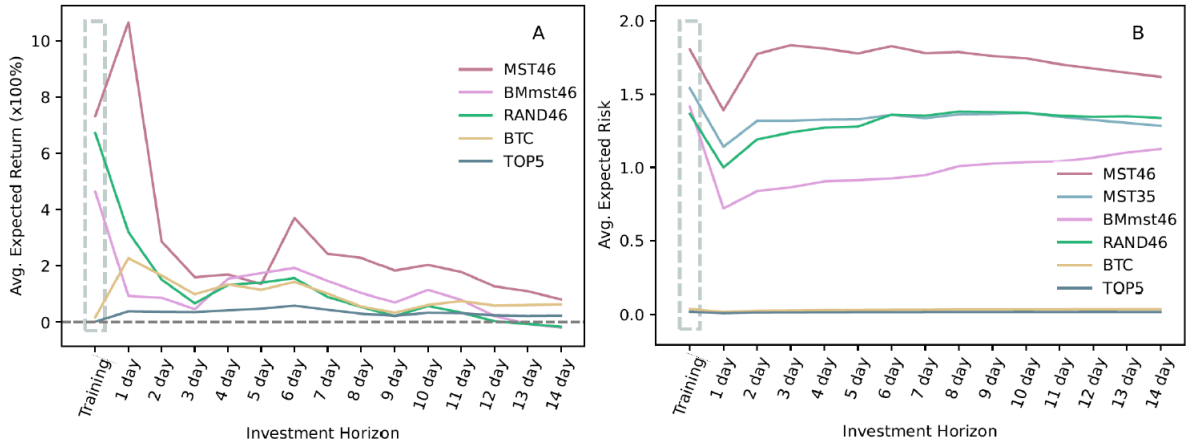 A
Avg. Expected Return (x100%)
10
8
6
4
2
0
MST46
BMmst46
RAND46
BTC
TOP5
Training
1 day
2 day
3 day
4 day
5 day
6 day
7 day
8 day
9 day
10 day
11 day
12 day
13 day
14 day
Investment Horizon
B
Avg. Expected Risk
2.0
1.5
1.0
0.5
0.0
MST46
MST35
BMmst46
RAND46
BTC
TOP5
Training
1 day
2 day
3 day
4 day
5 day
6 day
7 day
8 day
9 day
10 day
11 day
12 day
13 day
14 day
Investment Horizon